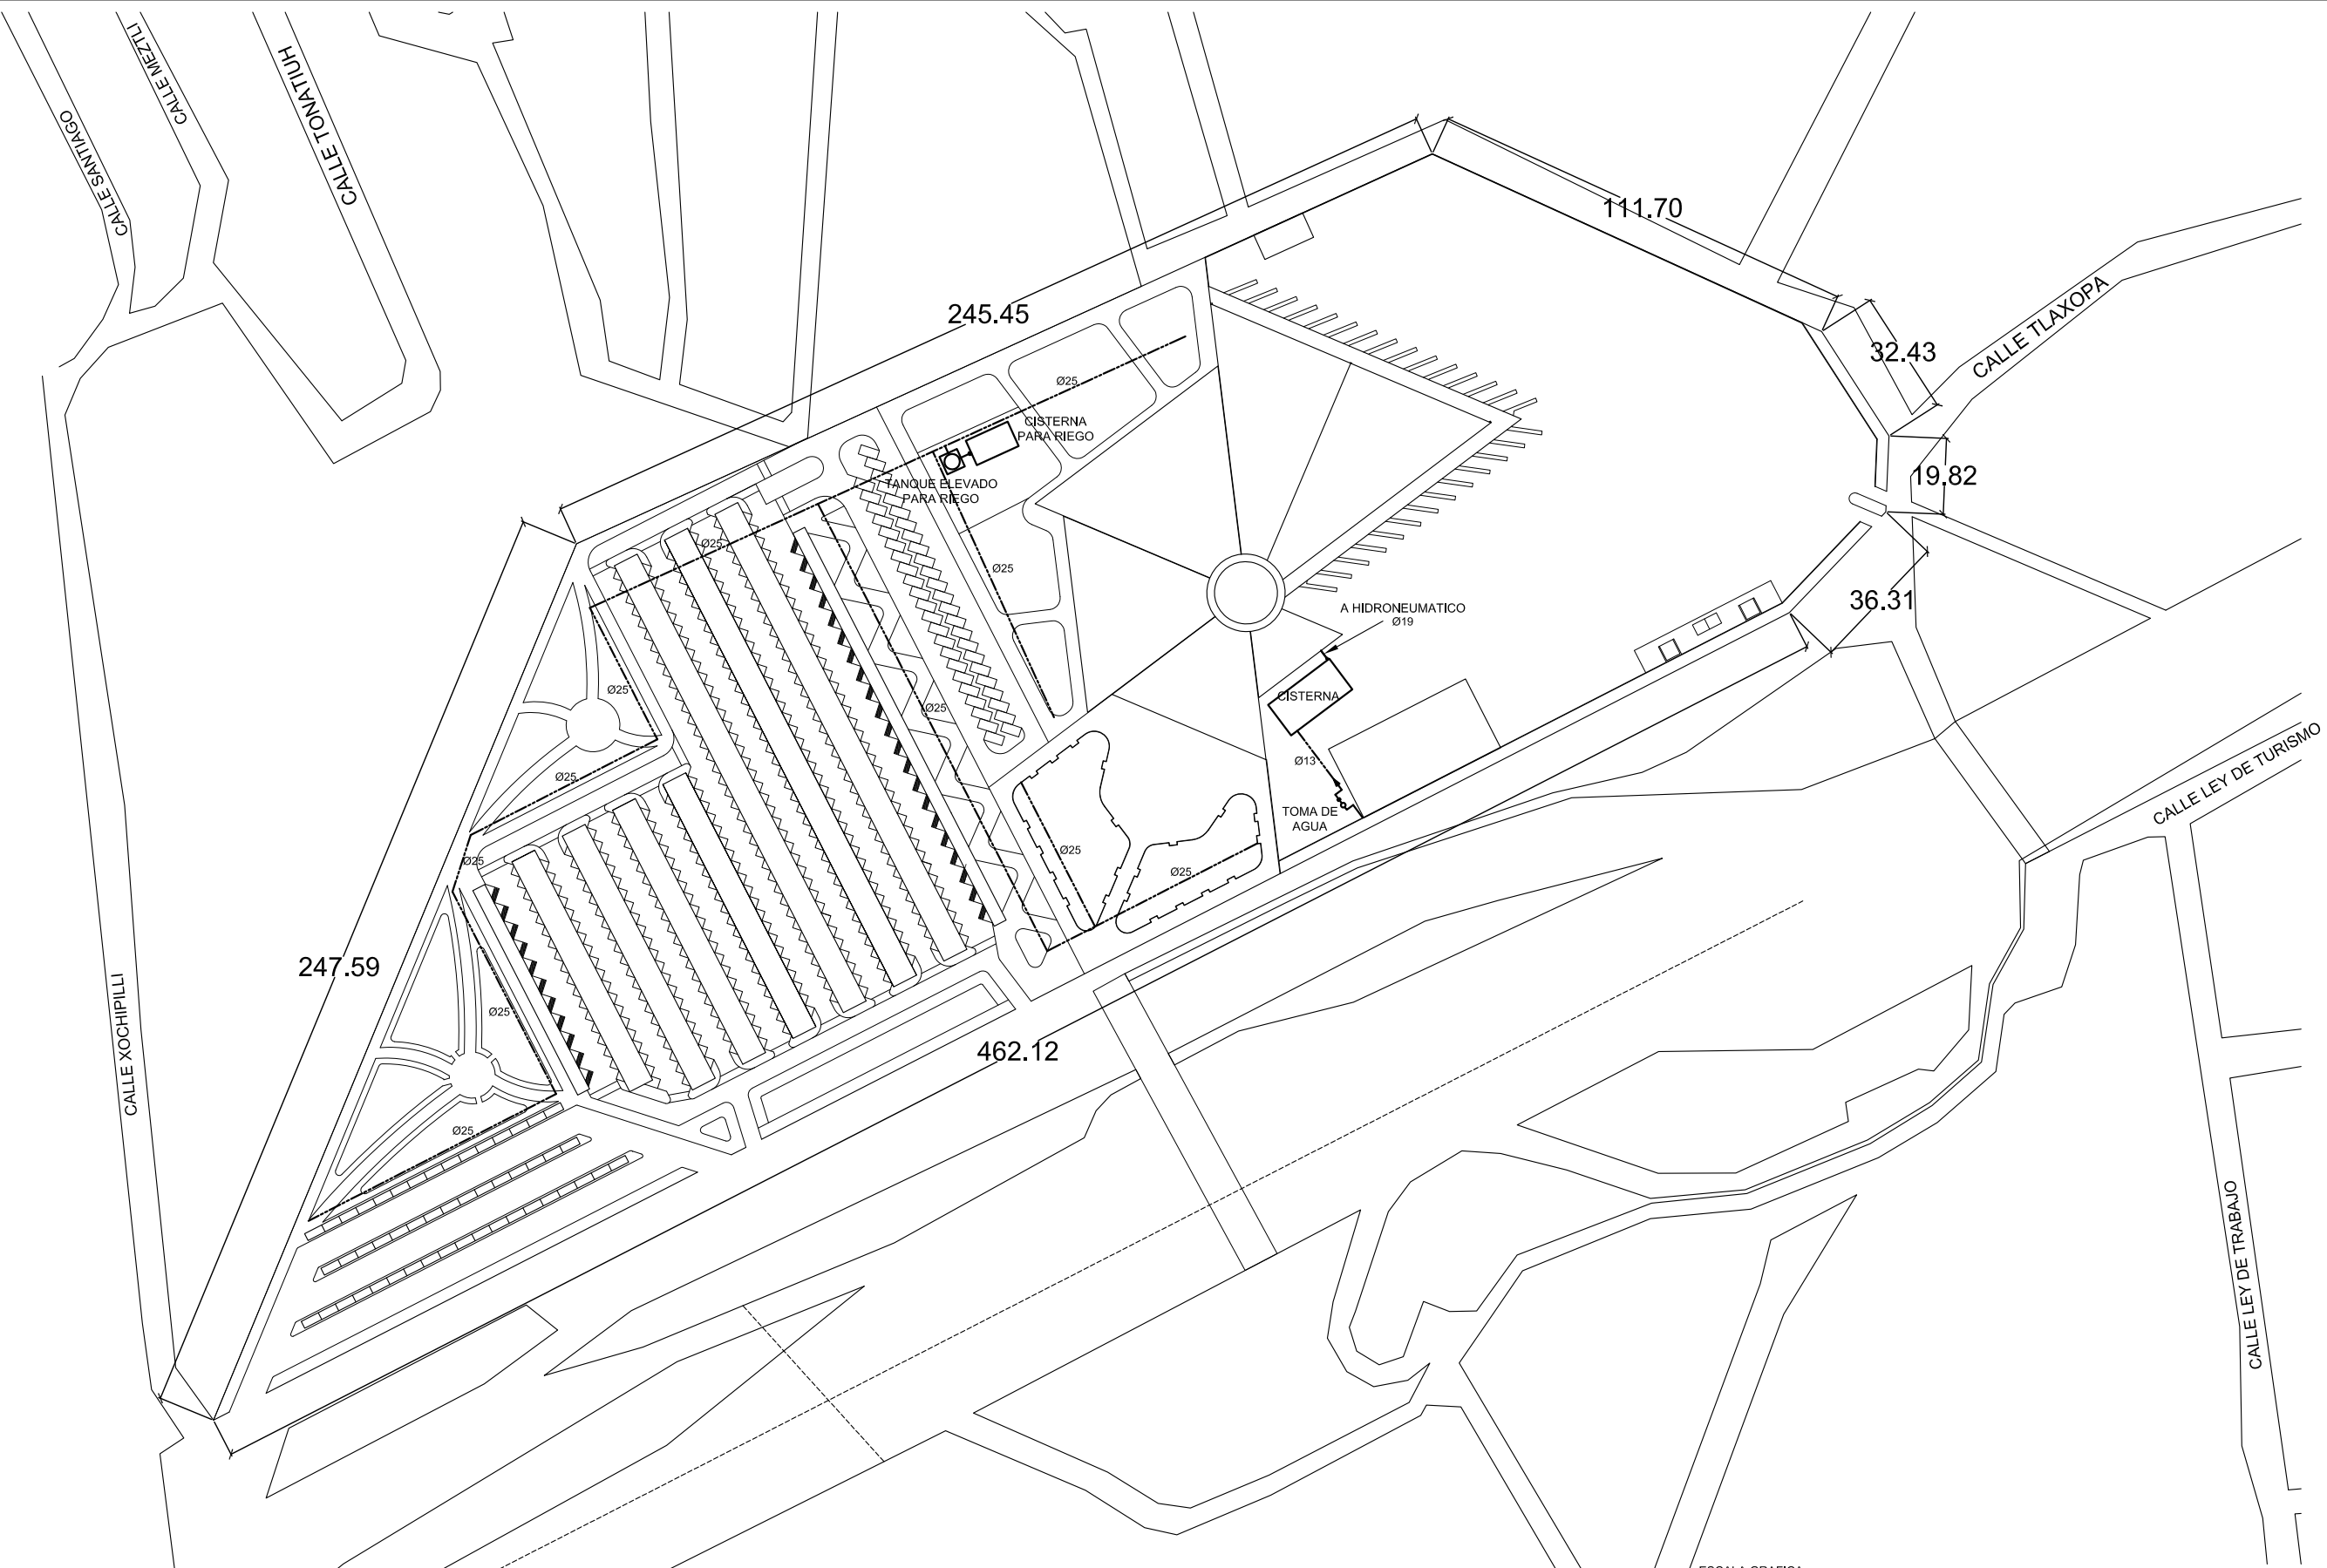 CALLE SANTIAGO
CALLE MEZTLI
CALLE TONATIUH
111.70
245.45
32.43
CALLE TLAXOPA
Ø25
CISTERNA
PARA RIEGO
19.82
TANQUE ELEVADO
PARA RIEGO
Ø25
Ø25
36.31
A HIDRONEUMATICO
Ø19
Ø25
CISTERNA
Ø25
Ø25
Ø13
CALLE LEY DE TURISMO
TOMA DE
AGUA
Ø25
Ø25
Ø25
247.59
CALLE XOCHIPILLI
Ø25
462.12
Ø25
CALLE LEY DE TRABAJO